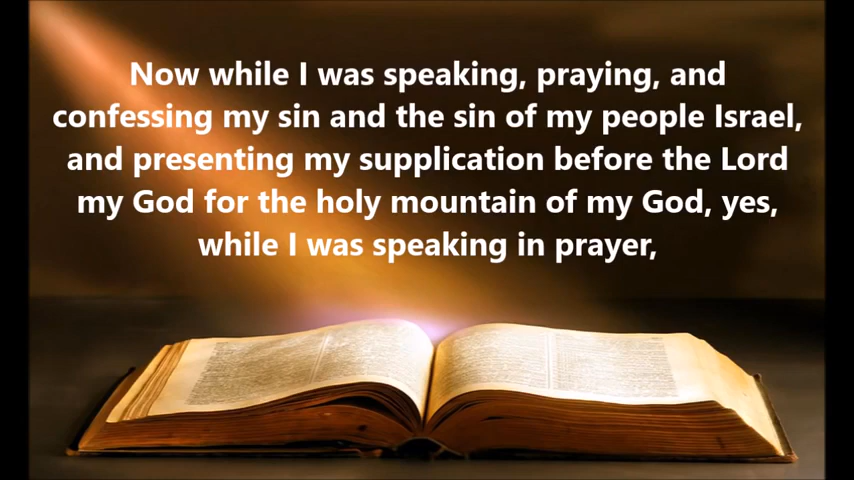 Now while I was speaking, praying, and
confessing my sin and the sin of my people Israel,
and presenting my supplication before the Lord
my God for the holy mountain of my God, yes,
while I was speaking in prayer,